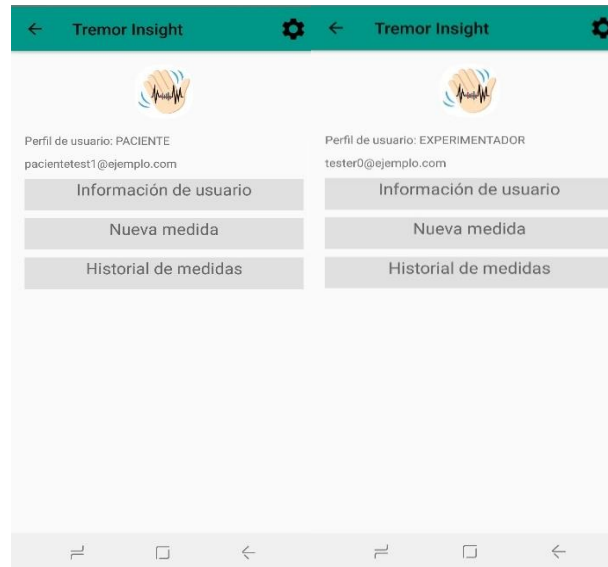 Tremor Insight
Perfil de usuario: PACIENTE
pacientetest1@ejemplo.com
Información de usuario
Nueva medida
Historial de medidas
Tremor Insight
Perfil de usuario: EXPERIMENTADOR
tester0@ejemplo.com
Información de usuario
Nueva medida
Historial de medidas